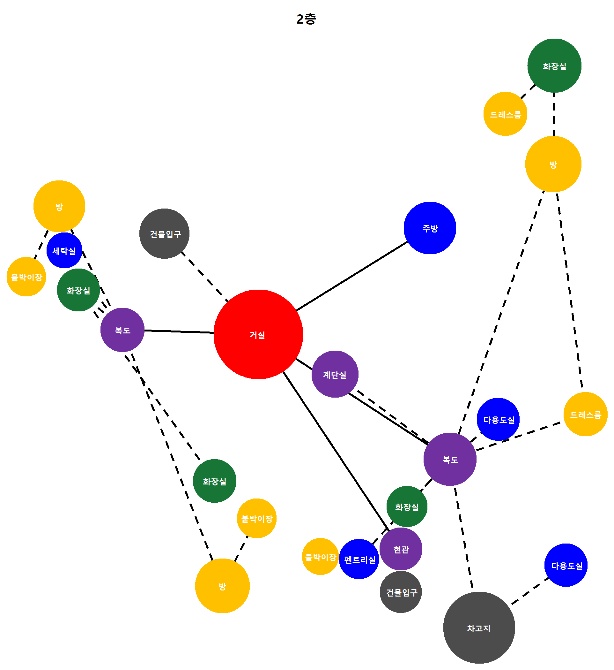 2층
화장실
드레스룸
방
방
주방
건물입구
세탁실
붙박이장
화장실
복도
거실
계단실
드레스룸
다용도실
복도
화장실
화장실
붙박이장
현관
붙박이장
펜트리실
다용도실
방
건물입구
차고지